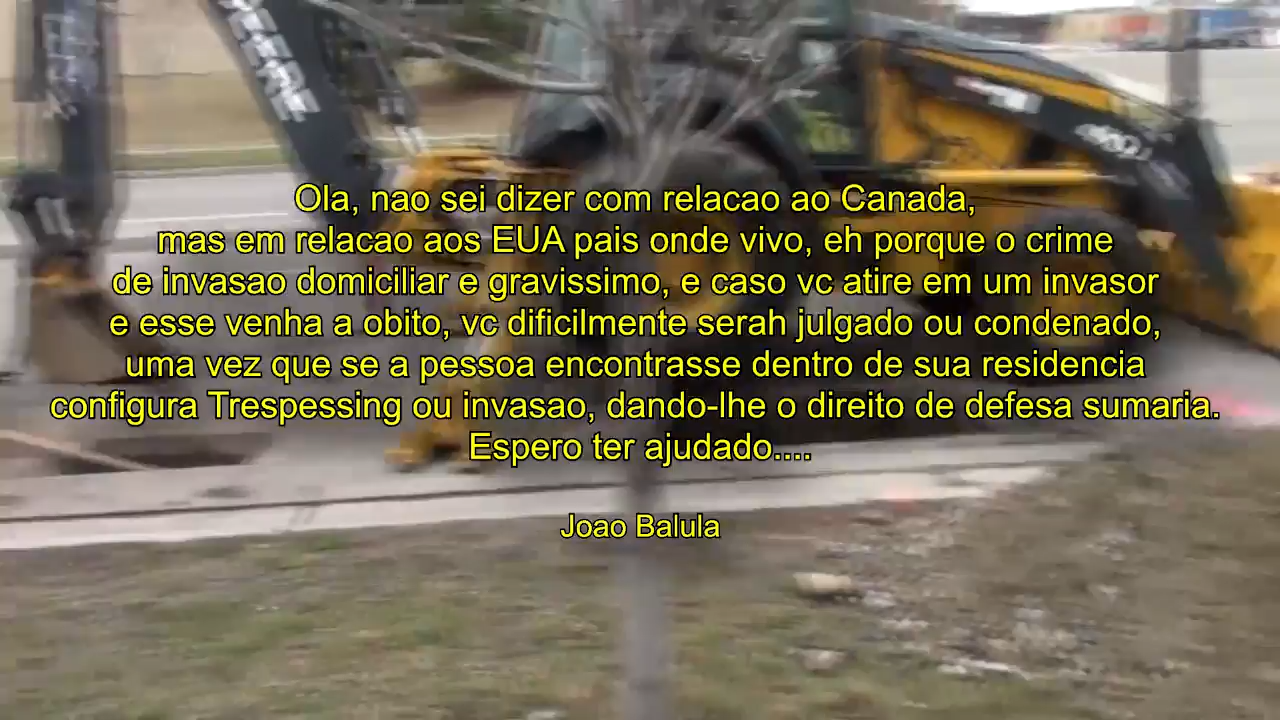 DEERE
Ola, nao sei dizer com relacao ao Canada,
mas em relacao aos EUA pais onde vivo, eh porque o crime
de invasao domiciliar e gravissimo, e caso vc atire em um invasor
e esse venha a obito, vc dificilmente serah julgado ou condenado,
uma vez que se a pessoa encontrasse dentro de sua residencia
configura Trespessing ou invasao, dando-lhe o direito de defesa sumaria.
Espero ter ajudado....
Joao Balula